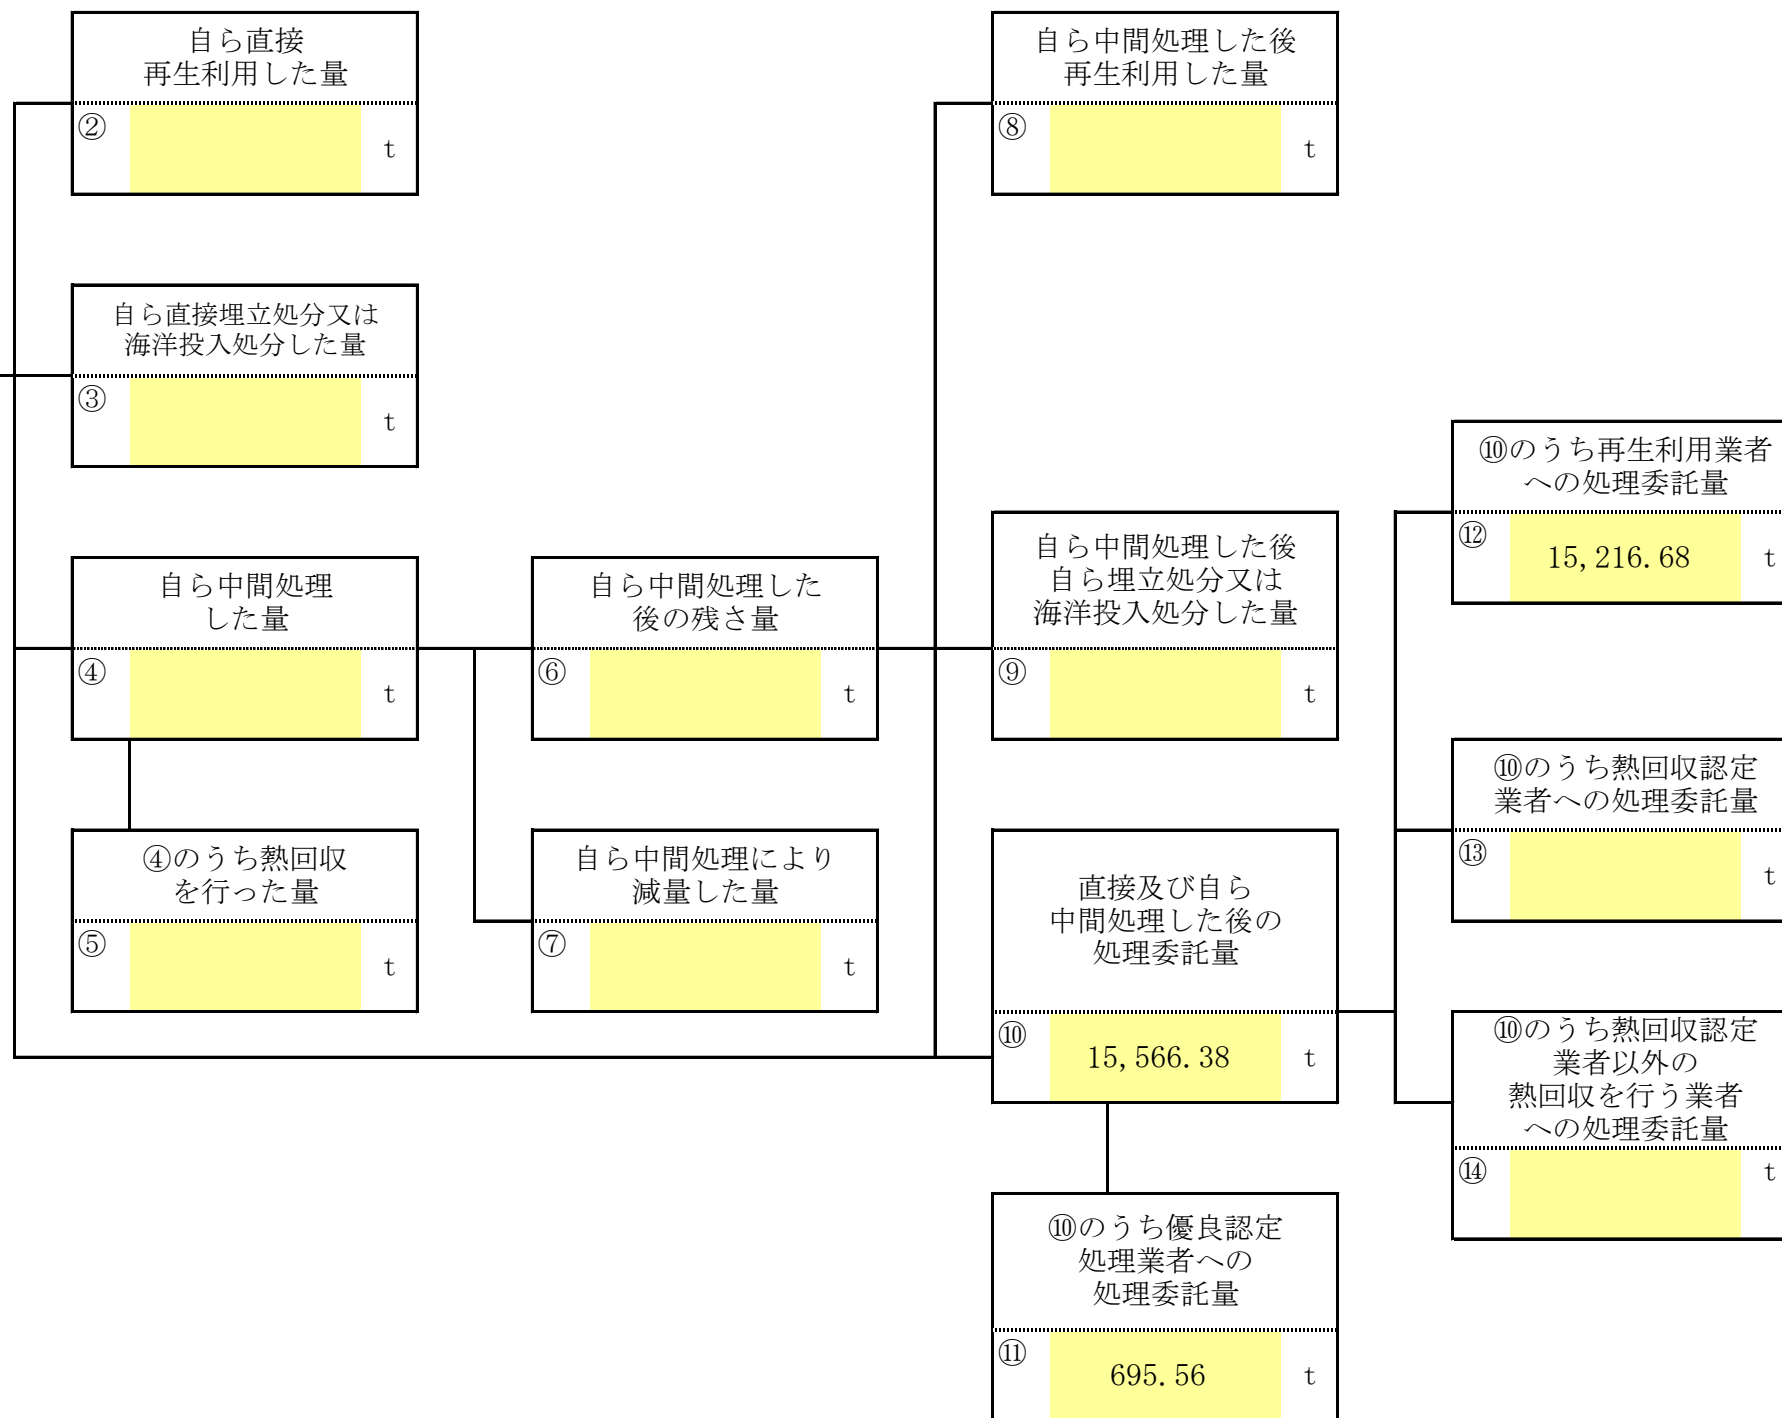 自ら直接
再生利用した量
②
t
自ら直接埋立処分又は
海洋投入処分した量
③
t
自ら中間処理
した量
④
t
④のうち熱回収
を行った量
⑤
t
自ら中間処理した
後の残さ量
⑥
t
自ら中間処理により
減量した量
⑦
t
自ら中間処理した後
再生利用した量
⑧
t
自ら中間処理した後
自ら埋立処分又は
海洋投入処分した量
⑨
t
直接及び自ら
中間処理した後の
処理委託量
⑩ 15,566.38 t
⑩のうち優良認定
処理業者への
処理委託量
⑪ 695.56 t
⑩のうち再生利用業者
への処理委託量
⑫ 15,216.68 t
⑩のうち熱回収認定
業者への処理委託量
⑬
t
⑩のうち熱回収認定
業者以外の
熱回収を行う業者
への処理委託量
⑭
t